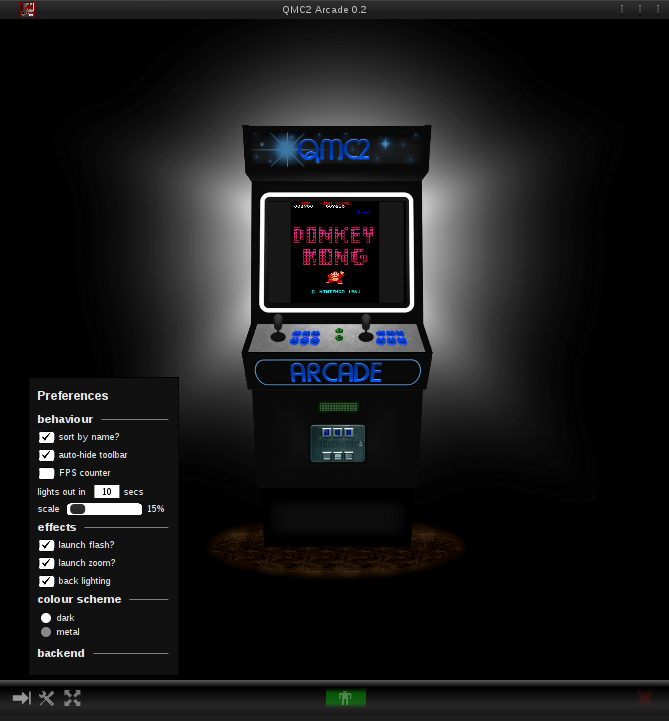 QMC2 Arcade 0.2
QMC2
DONKEY
KONG
ARCADE
Preferences
behaviour
sort by name?
auto-hide toolbar
FPS counter
lights out in 10 secs
scale 15%
effects
launch flash?
launch zoom?
back lighting
colour scheme
dark
metal
backend